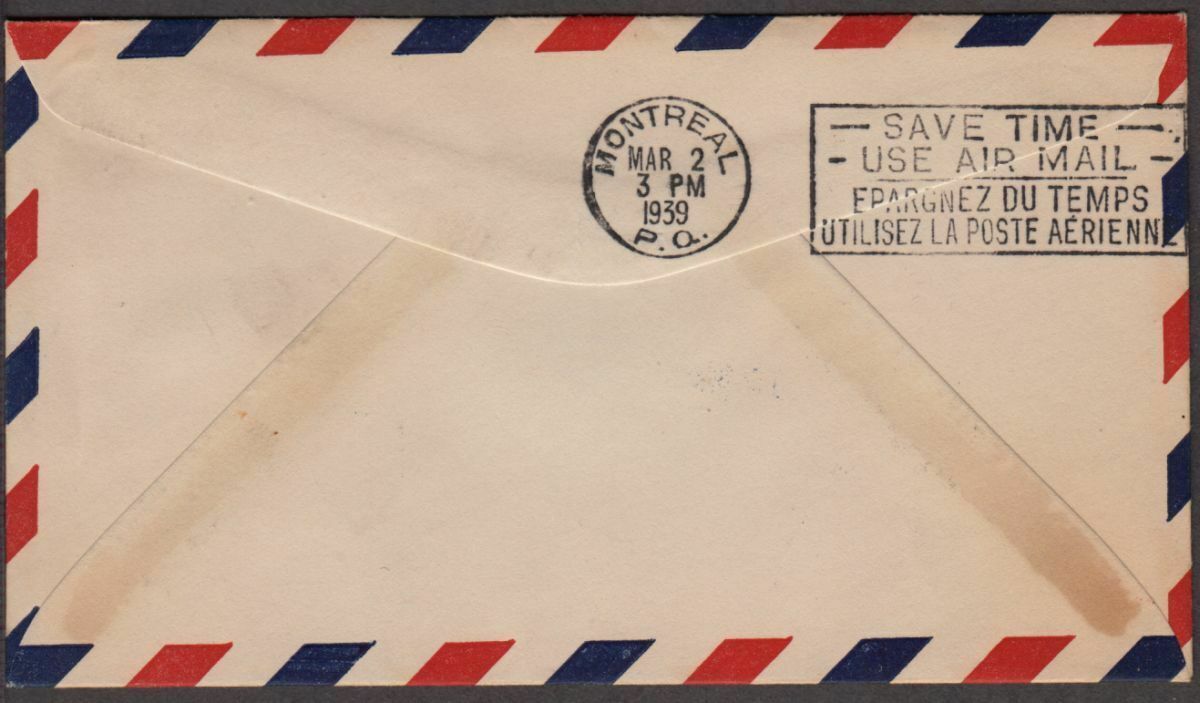 MONTREAL
MAR 2
3 PM
1939
P.Q.
— SAVE TIME —
- USE AIR MAIL -
EPARGNEZ DU TEMPS
UTILISEZ LA POSTE AÉRIENNE